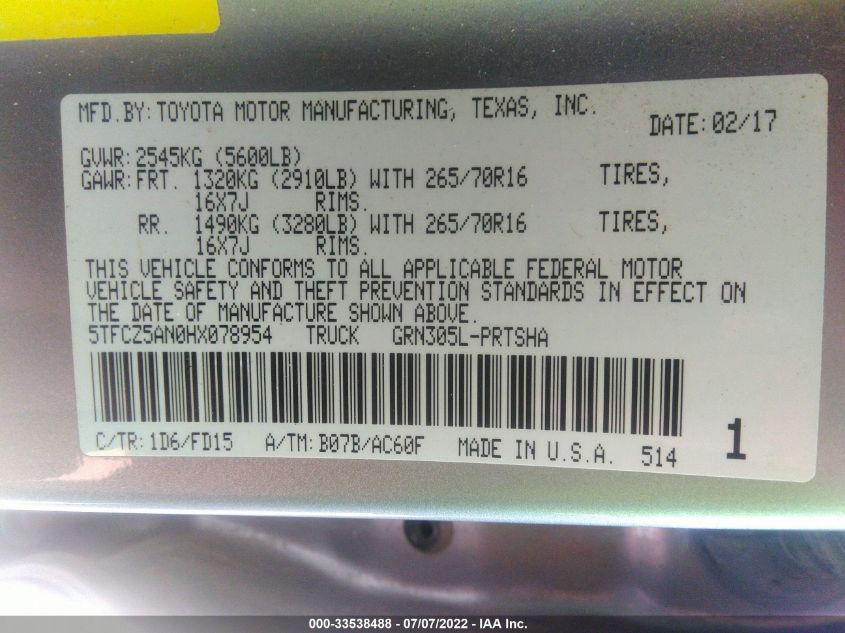 MFD.BY:TOYOTA MOTOR MANUFACTURING, TEXAS, INC.
DATE:02/17
GVWR:2545KG (5600LB)
GAWR:FRT. 1320KG (2910LB) WITH 265/70R16 TIRES,
16X7J RIMS.
RR. 1490KG (3280LB) WITH 265/70R16 TIRES,
16X7J RIMS.
THIS VEHICLE CONFORMS TO ALL APPLICABLE FEDERAL MOTOR
VEHICLE SAFETY AND THEFT PREVENTION STANDARDS IN EFFECT ON
THE DATE OF MANUFACTURE SHOWN ABOVE.
5TFCZ5AN0HX078954 TRUCK GRN305L-PRTSHA
C/TR:1D6/FD15 A/TM:B07B/AC60F MADE IN U.S.A. 514 1
000-33538488 - 07/07/2022 - IAA Inc.